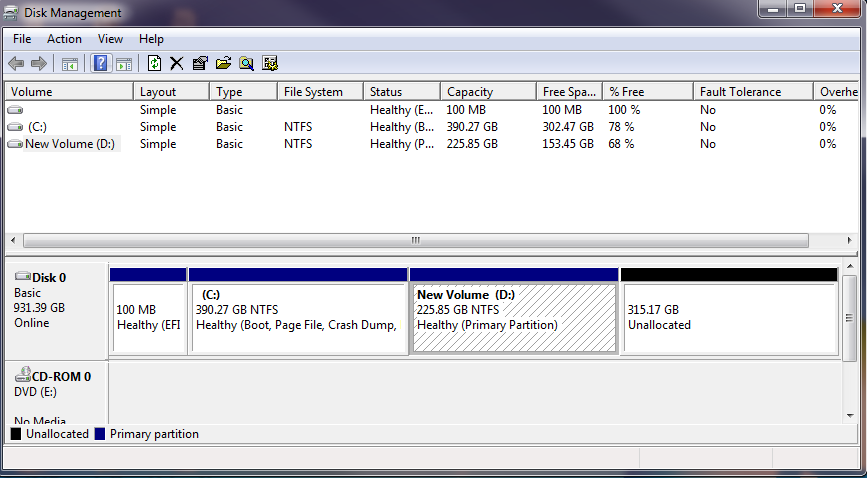 Disk Management
File Action View Help
Volume Layout Type File System Status Capacity Free Spa... % Free Fault Tolerance Overhe
Simple Basic Healthy (E... 100 MB 100 MB 100 % No 0%
(C:) Simple Basic NTFS Healthy (B... 390.27 GB 302.47 GB 78 % No 0%
New Volume (D:) Simple Basic NTFS Healthy (P... 225.85 GB 153.45 GB 68 % No 0%
Disk 0
Basic
931.39 GB
Online
100 MB
Healthy (EFI
(C:)
390.27 GB NTFS
Healthy (Boot, Page File, Crash Dump,
New Volume (D:)
225.85 GB NTFS
Healthy (Primary Partition)
315.17 GB
Unallocated
CD-ROM 0
DVD (E:)
No Media
Unallocated Primary partition